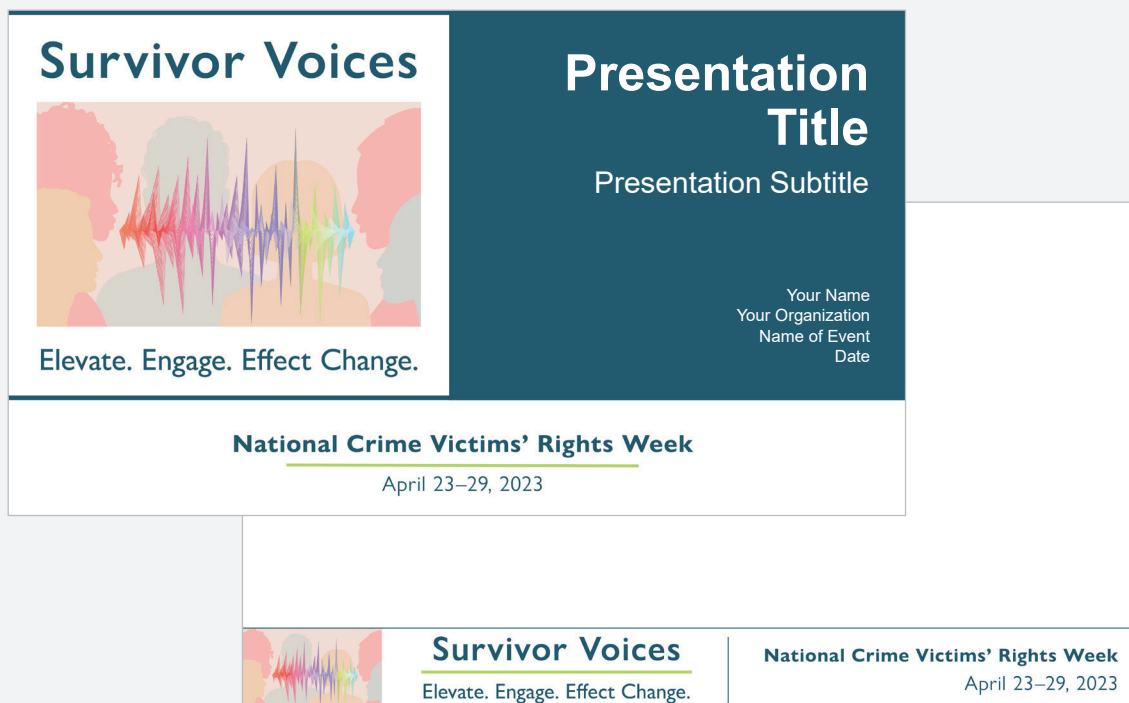 Survivor Voices
Elevate. Engage. Effect Change.
Presentation
Title
Presentation Subtitle
Your Name
Your Organization
Name of Event
Date
National Crime Victims’ Rights Week
April 23–29, 2023
Survivor Voices
Elevate. Engage. Effect Change.
National Crime Victims’ Rights Week
April 23–29, 2023